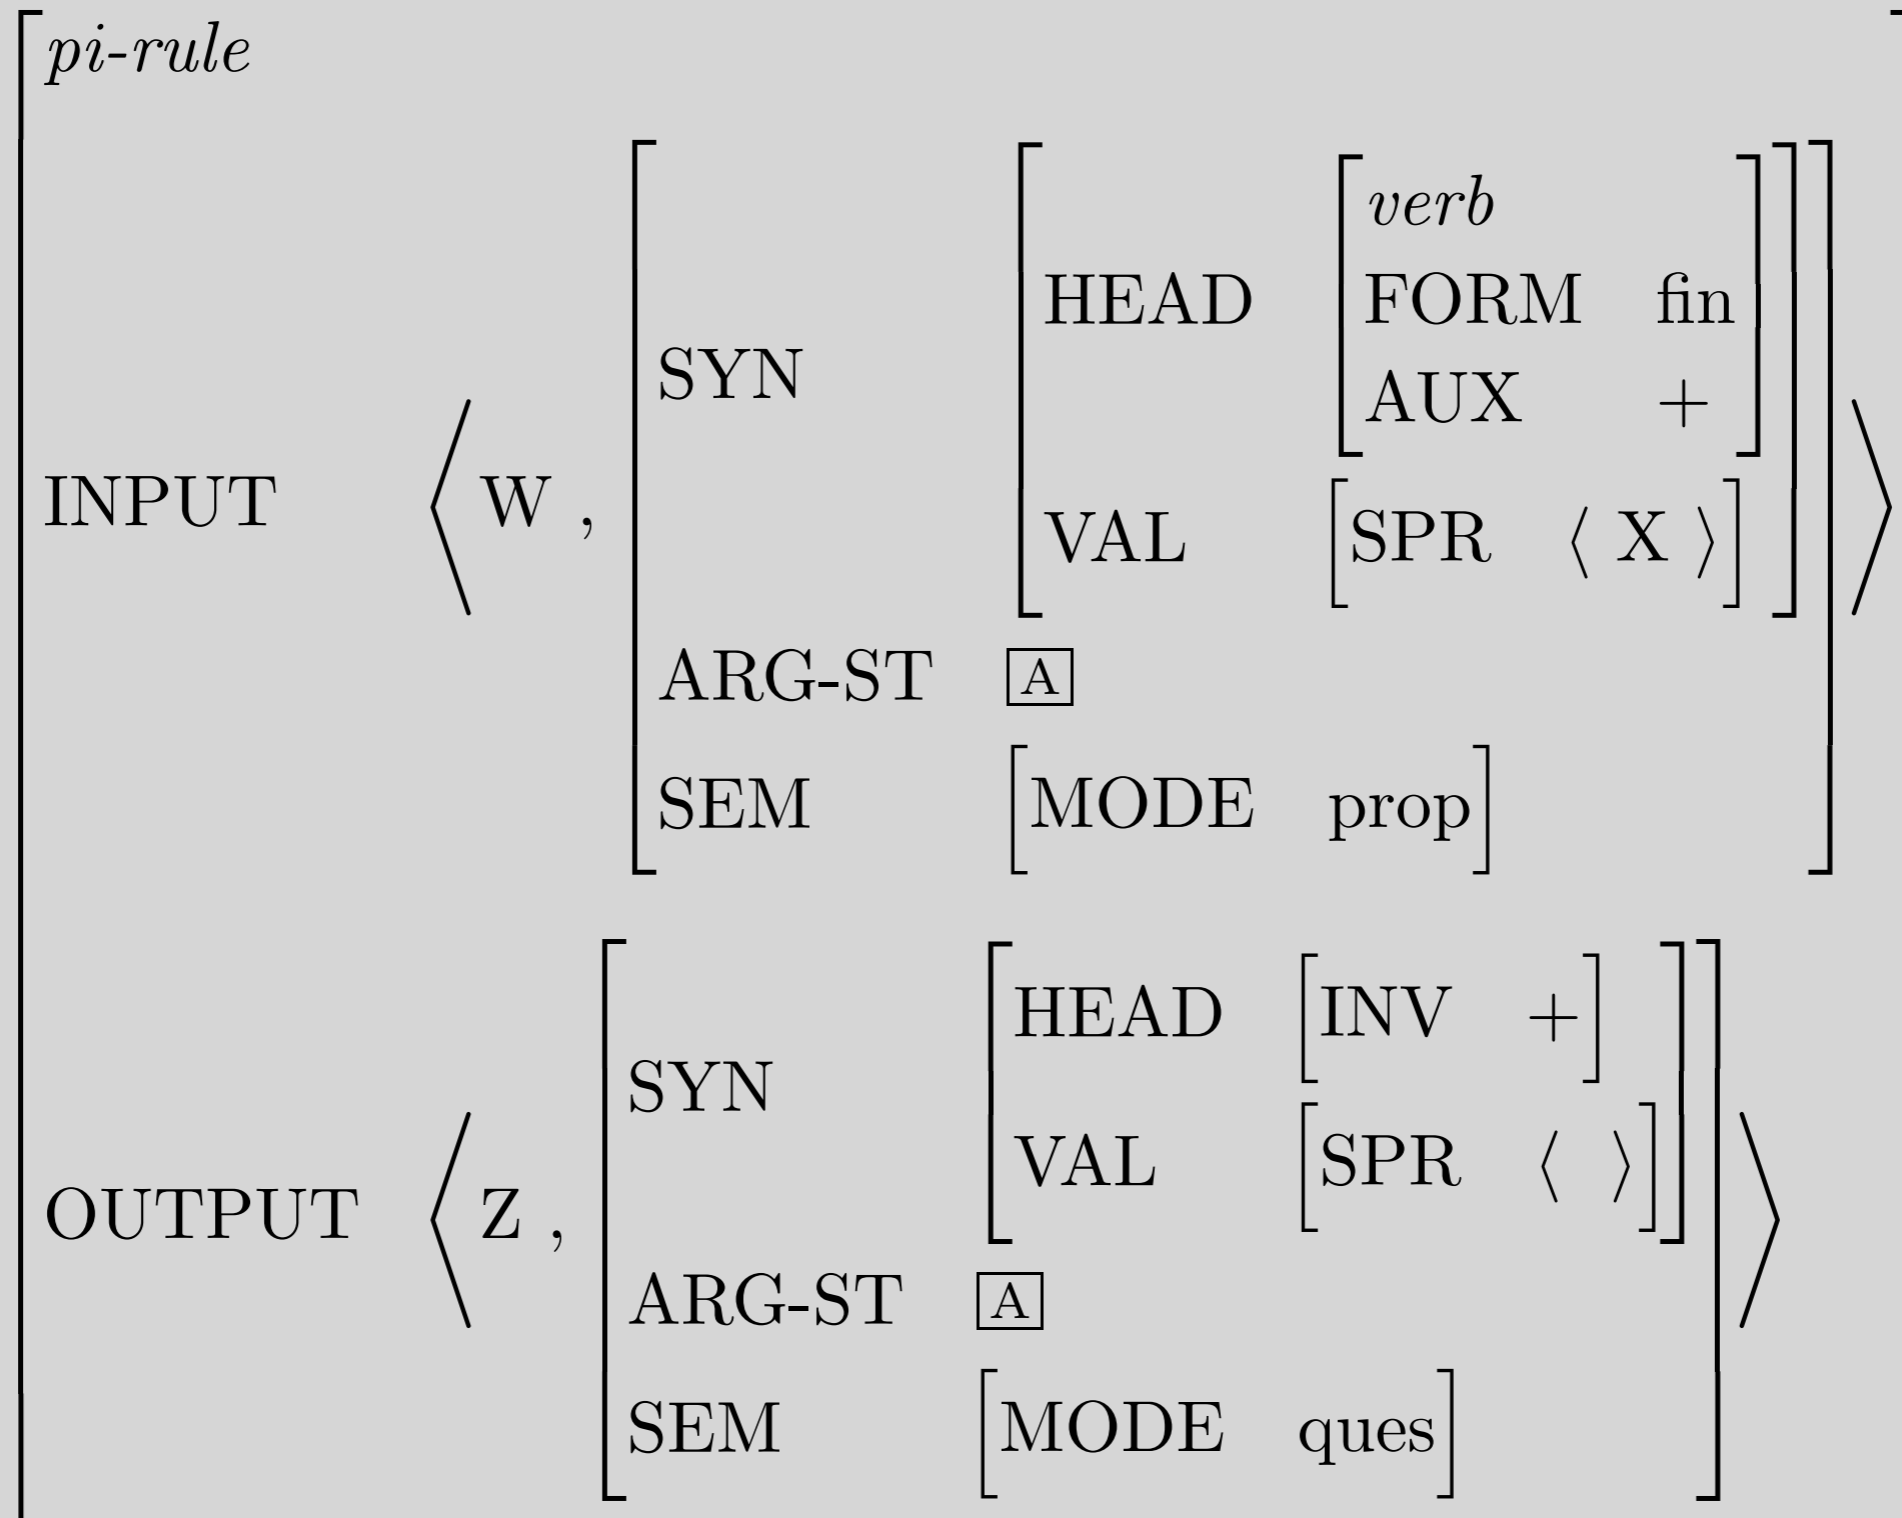 pi-rule
verb
HEAD FORM fin
SYN AUX +
INPUT ⟨ W , VAL [SPR ⟨ X ⟩] ⟩
ARG-ST A
SEM [MODE prop]
HEAD [INV +]
SYN
VAL [SPR ⟨ ⟩]
OUTPUT ⟨ Z , ⟩
ARG-ST A
SEM [MODE ques]